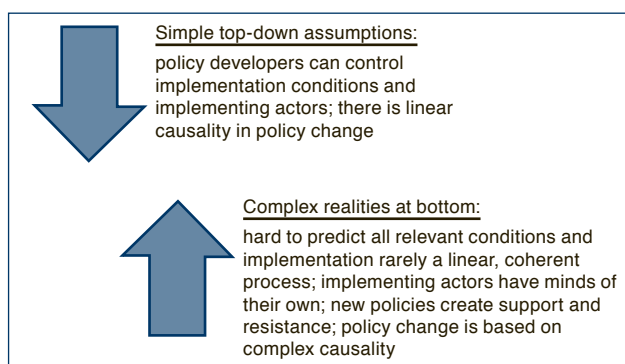 Simple top-down assumptions:
policy developers can control
implementation conditions and
implementing actors; there is linear
causality in policy change
Complex realities at bottom:
hard to predict all relevant conditions and
implementation rarely a linear, coherent
process; implementing actors have minds of
their own; new policies create support and
resistance; policy change is based on
complex causality